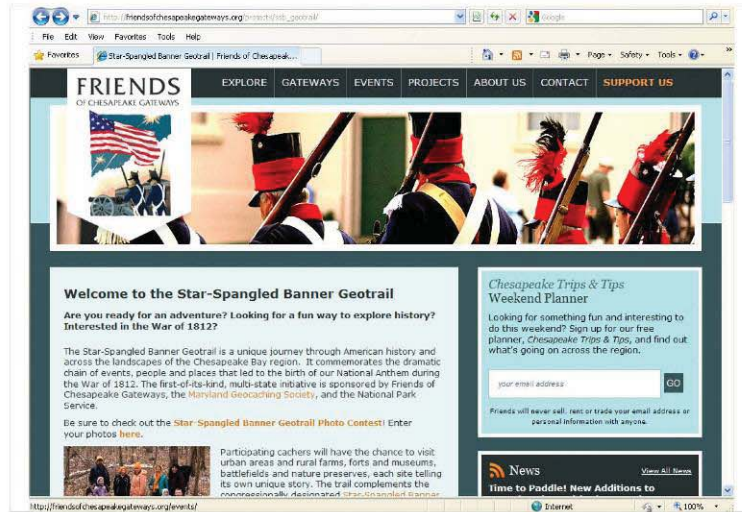 http://friendsofchesapeakegateways.org/projects/ssb_geotrail/
Google
File Edit View Favorites Tools Help
Favorites
Star-Spangled Banner Geotrail | Friends of Chesapeak...
Page Safety Tools
FRIENDS
OF CHESAPEAKE GATEWAYS
EXPLORE GATEWAYS EVENTS PROJECTS ABOUT US CONTACT SUPPORT US
Welcome to the Star-Spangled Banner Geotrail
Are you ready for an adventure? Looking for a fun way to explore history?
Interested in the War of 1812?
The Star-Spangled Banner Geotrail is a unique journey through American history and
across the landscapes of the Chesapeake Bay region. It commemorates the dramatic
chain of events, people and places that led to the birth of our National Anthem during
the War of 1812. The first-of-its-kind, multi-state initiative is sponsored by Friends of
Chesapeake Gateways, the Maryland Geocaching Society, and the National Park
Service.
Be sure to check out the Star-Spangled Banner Geotrail Photo Contest! Enter
your photos here.
Participating cachers will have the chance to visit
urban areas and rural farms, forts and museums,
battlefields and nature preserves, each site telling
its own unique story. The trail complements the
congressionally designated Star-Spangled Banner
Chesapeake Trips & Tips
Weekend Planner
Looking for something fun and interesting to
do this weekend? Sign up for our free
planner, Chesapeake Trips & Tips, and find out
what's going on across the region.
your email address
GO
Friends will never sell, rent or trade your email address or
personal information with anyone.
News
View All News
Time to Paddle! New Additions to
http://friendsofchesapeakegateways.org/events/
Internet
100%